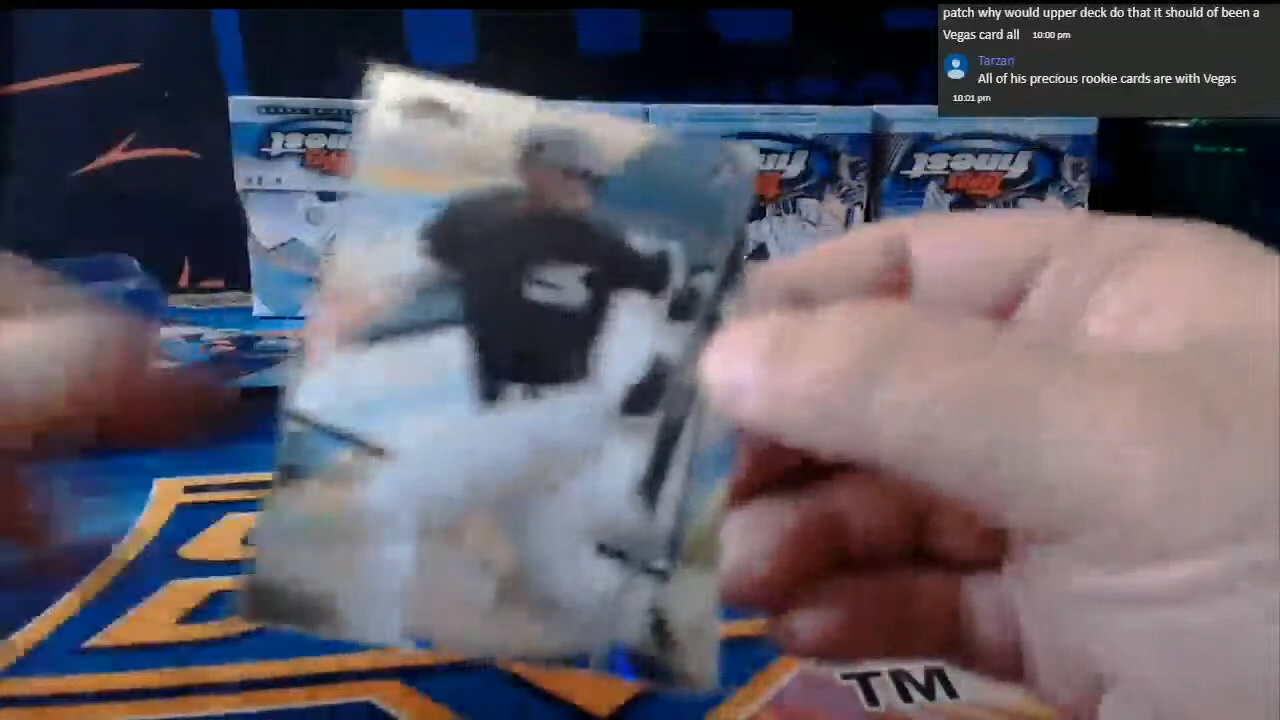 patch why would upper deck do that it should of been a
Vegas card all 10:00 pm
Tarzan
All of his precious rookie cards are with Vegas
10:01 pm
finest
finest
finest
TM